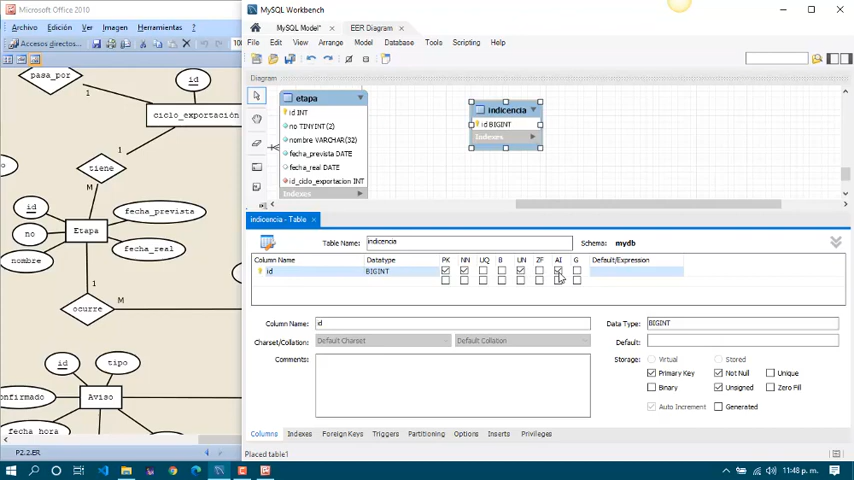 Microsoft Office 2010
Archivo Edición Ver Imagen Herramientas
Accesos directos...
pasa_por
id
1
ciclo_exportación
1
tiene
M
id
fecha_prevista
Etapa
no
fecha_real
M
ocurre
id
tipo
Aviso
P2.2.ER
MySQL Workbench
MySQL Model*
EER Diagram
File Edit View Arrange Model Database Tools Scripting Help
Diagram
etapa
id INT
no TINYINT(2)
nombre VARCHAR(32)
fecha_prevista DATE
fecha_real DATE
id_ciclo_exportacion INT
Indexes
indicencia
id BIGINT
Indexes
indicencia - Table
Table Name: indicencia
Schema: mydb
Column Name Datatype PK NN UQ B UN ZF AI G Default/Expression
id BIGINT
Column Name: id
Data Type: BIGINT
Charset/Collation: Default Charset Default Collation
Default:
Comments:
Storage: Virtual Stored
Primary Key Not Null Unique
Binary Unsigned Zero Fill
Auto Increment Generated
Columns Indexes Foreign Keys Triggers Partitioning Options Inserts Privileges
Placed table1
11:48 p. m.